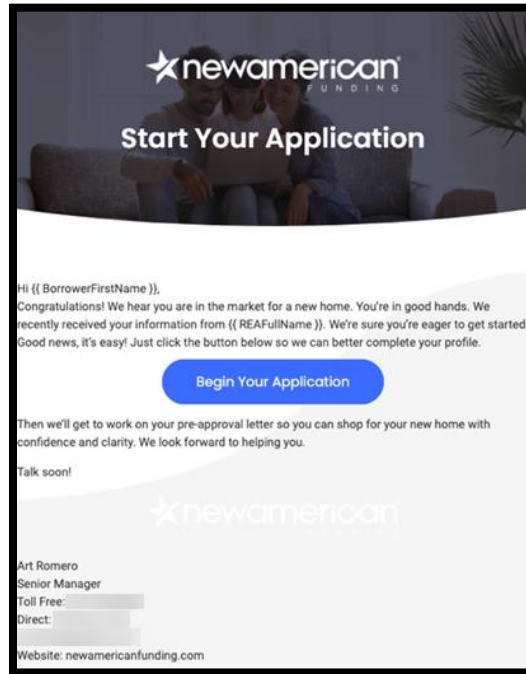 newamerican
FUNDING
Start Your Application
Hi {{ BorrowerFirstName }},
Congratulations! We hear you are in the market for a new home. You're in good hands. We
recently received your information from {{ REAFullName }}. We're sure you're eager to get started
Good news, it's easy! Just click the button below so we can better complete your profile.
Begin Your Application
Then we'll get to work on your pre-approval letter so you can shop for your new home with
confidence and clarity. We look forward to helping you.
Talk soon!
newamerican
Art Romero
Senior Manager
Toll Free:
Direct:
Website: newamericanfunding.com